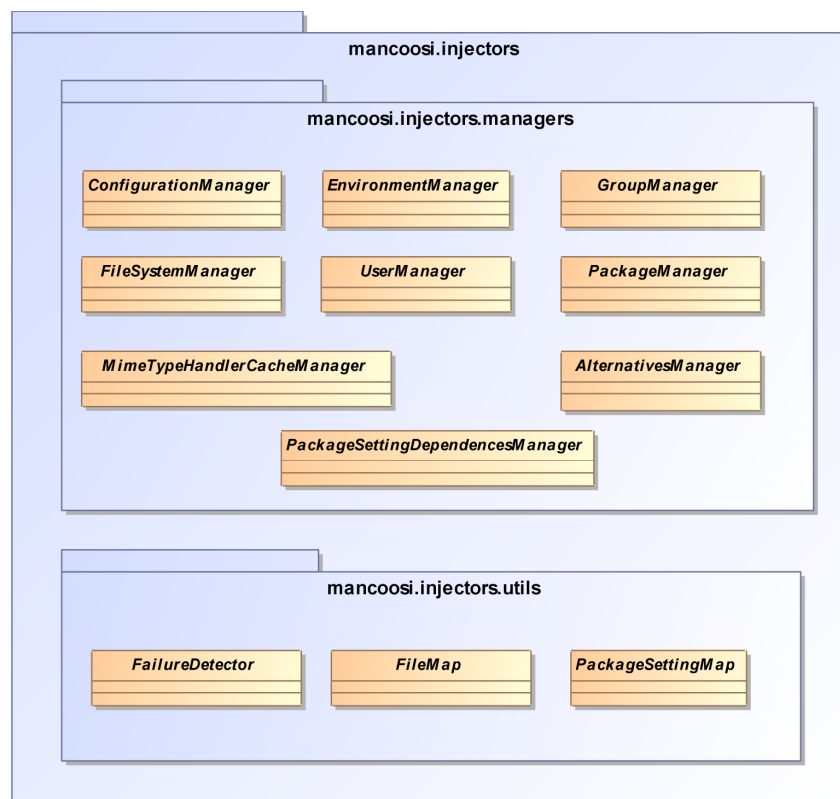 mancoosi.injectors
mancoosi.injectors.managers
ConfigurationManager
EnvironmentManager
GroupManager
FileSystemManager
UserManager
PackageManager
MimeTypeHandlerCacheManager
AlternativesManager
PackageSettingDependencesManager
mancoosi.injectors.utils
FailureDetector
FileMap
PackageSettingMap